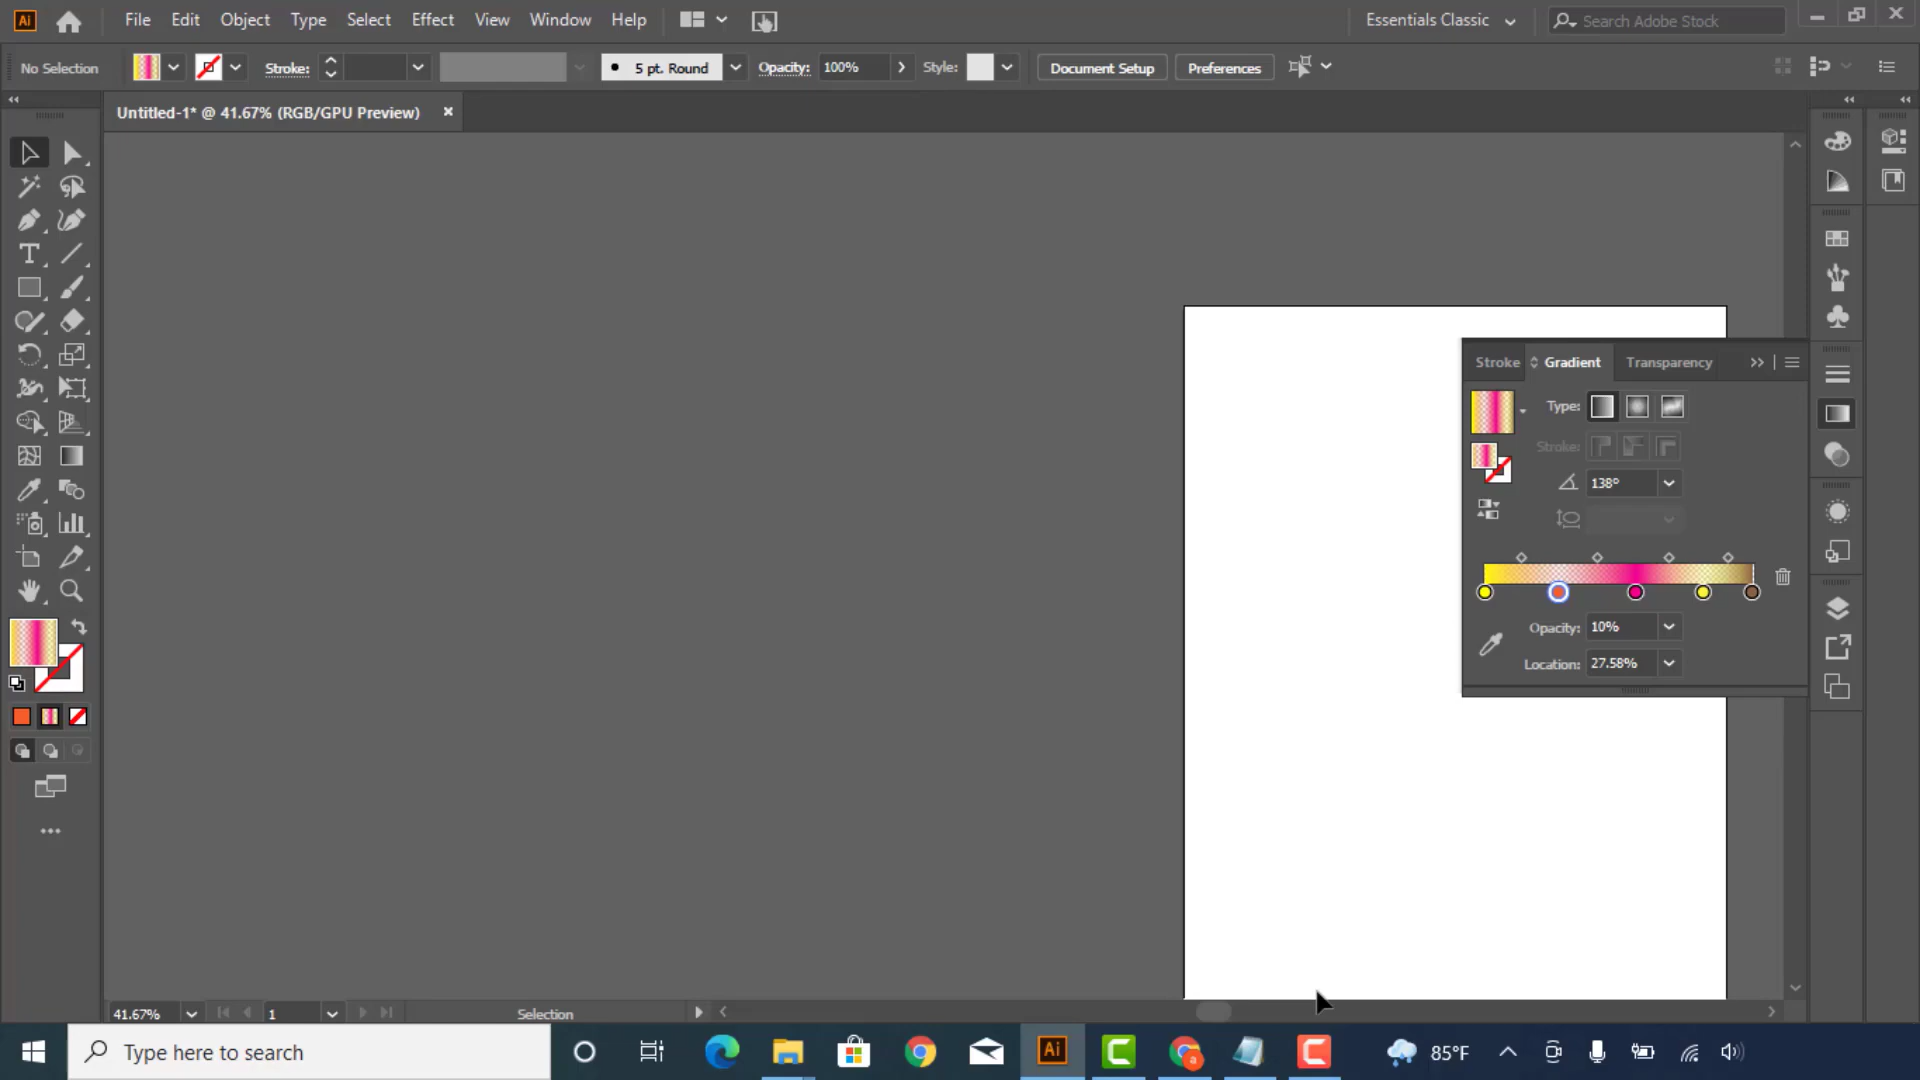 Ai File Edit Object Type Select Effect View Window Help Essentials Classic Search Adobe Stock
No Selection Stroke: 5 pt. Round Opacity: 100% Style: Document Setup Preferences
Untitled-1* @ 41.67% (RGB/GPU Preview)
Stroke Gradient Transparency
Type:
Stroke:
138°
Opacity: 10%
Location: 27.58%
41.67% 1 Selection
Type here to search Ai 85°F